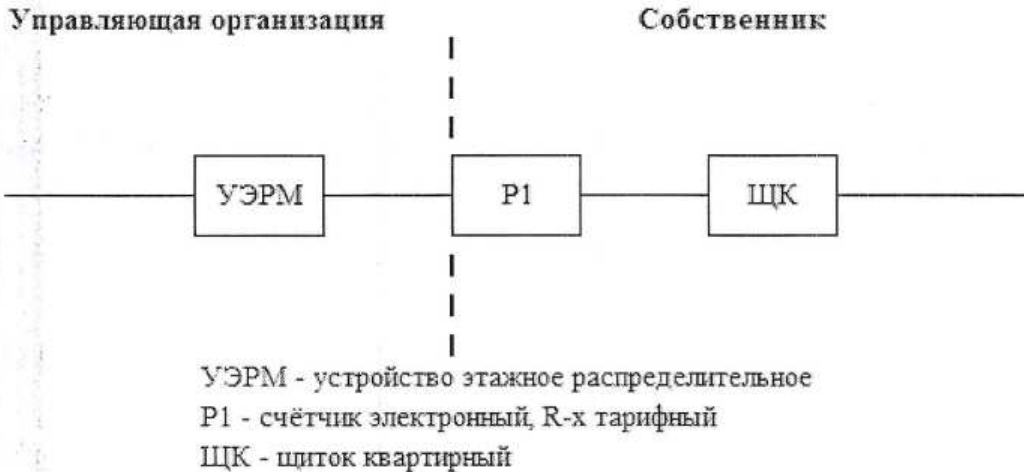 Управляющая организация
Собственник
УЭРМ
Р1
ЩК
УЭРМ - устройство этажное распределительное
Р1 - счётчик электронный, R-х тарифный
ЩК - щиток квартирный